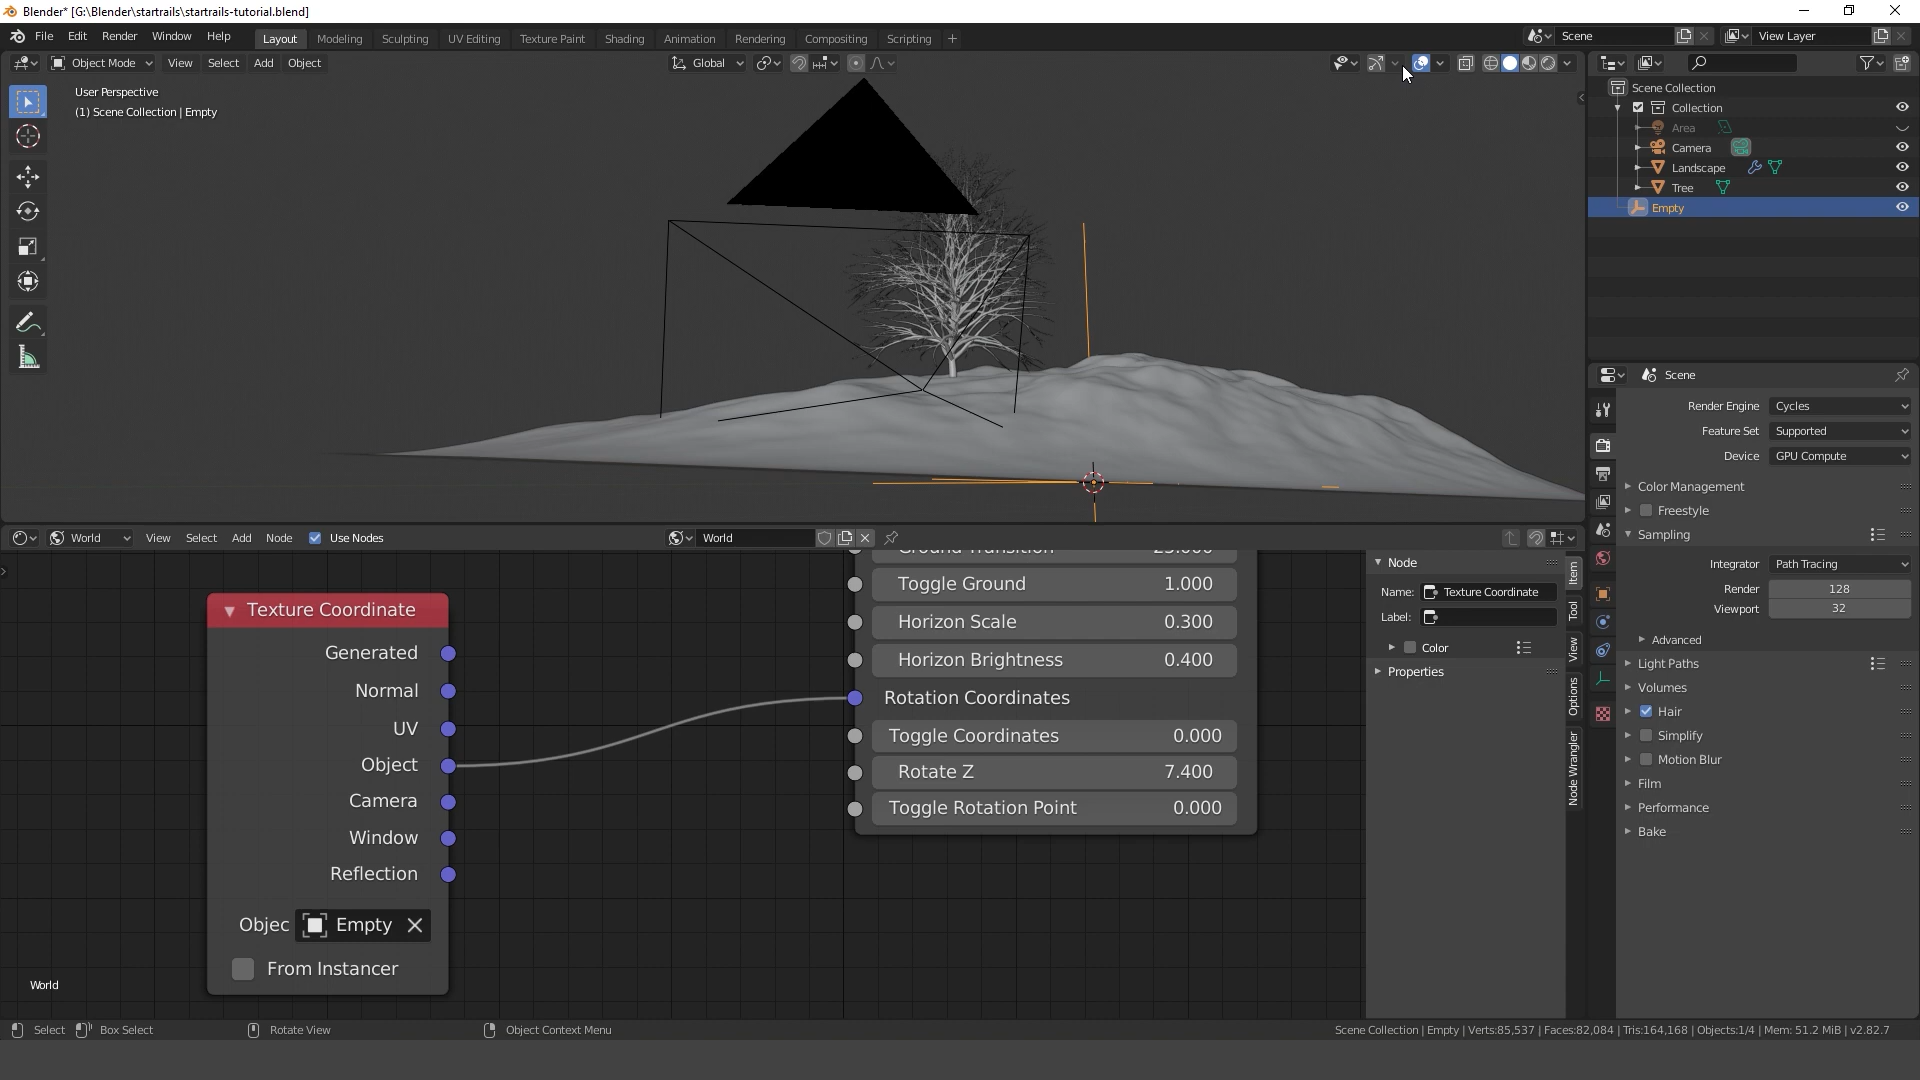 Blender* [G:\Blender\startrails\startrails-tutorial.blend]
File Edit Render Window Help Layout Modeling Sculpting UV Editing Texture Paint Shading Animation Rendering Compositing Scripting + Scene View Layer
Object Mode View Select Add Object Global
User Perspective
(1) Scene Collection | Empty
Scene Collection
Collection
Area
Camera
Landscape
Tree
Empty
Scene
Render Engine Cycles
Feature Set Supported
Device GPU Compute
Color Management
Freestyle
Sampling
Integrator Path Tracing
Render 128
Viewport 32
Advanced
Light Paths
Volumes
Hair
Simplify
Motion Blur
Film
Performance
Bake
World View Select Add Node Use Nodes World
Texture Coordinate
Generated
Normal
UV
Object
Camera
Window
Reflection
Objec Empty
From Instancer
World
Ground Transition 25.000
Toggle Ground 1.000
Horizon Scale 0.300
Horizon Brightness 0.400
Rotation Coordinates
Toggle Coordinates 0.000
Rotate Z 7.400
Toggle Rotation Point 0.000
Node
Name: Texture Coordinate
Label:
Color
Properties
Item
Tool
View
Options
Node Wrangler
Select Box Select Rotate View Object Context Menu
Scene Collection | Empty | Verts:85,537 | Faces:82,084 | Tris:164,168 | Objects:1/4 | Mem: 51.2 MiB | v2.82.7